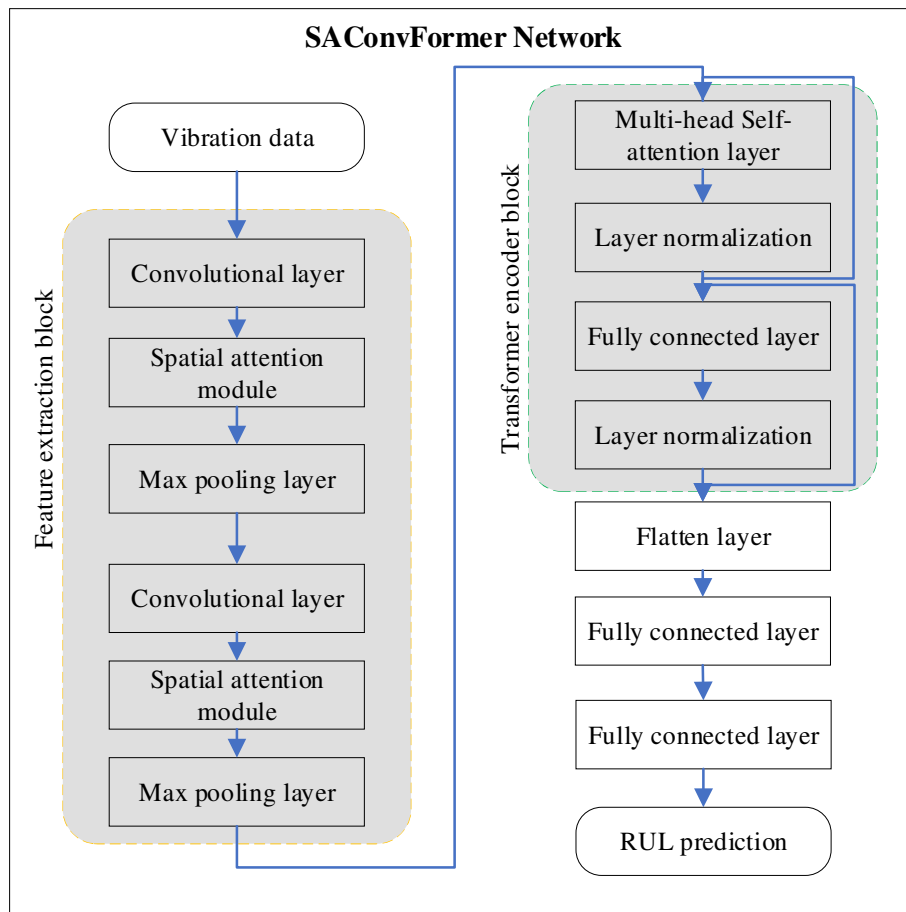 SAConvFormer Network
Vibration data
Feature extraction block
Convolutional layer
Spatial attention
module
Max pooling layer
Convolutional layer
Spatial attention
module
Max pooling layer
Transformer encoder block
Multi-head Self-
attention layer
Layer normalization
Fully connected layer
Layer normalization
Flatten layer
Fully connected layer
Fully connected layer
RUL prediction